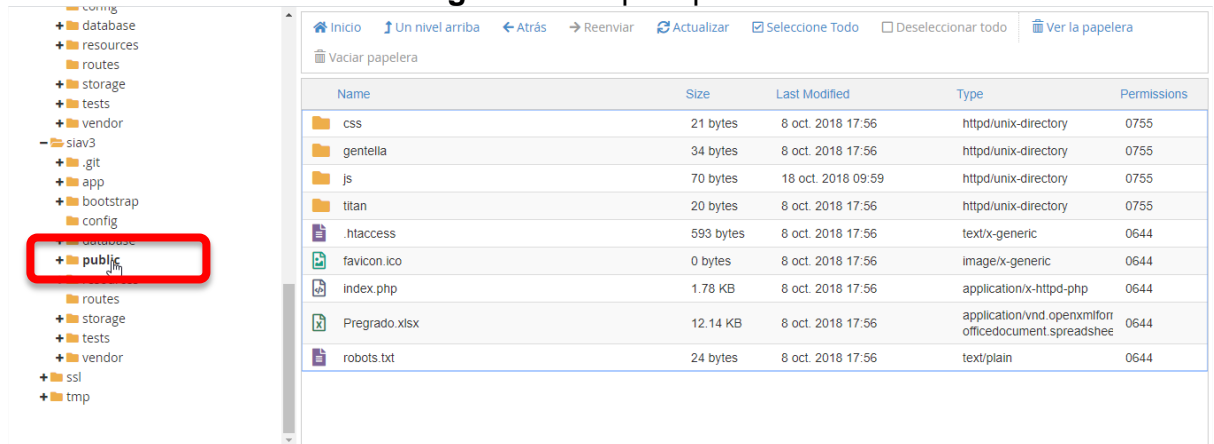 config
database
resources
routes
storage
tests
vendor
siav3
.git
app
bootstrap
config
database
public
resources
routes
storage
tests
vendor
ssl
tmp
Inicio Un nivel arriba Atrás Reenviar Actualizar Seleccione Todo Deseleccionar todo Ver la papelera
Vaciar papelera
Name Size Last Modified Type Permissions
css 21 bytes 8 oct. 2018 17:56 httpd/unix-directory 0755
gentella 34 bytes 8 oct. 2018 17:56 httpd/unix-directory 0755
js 70 bytes 18 oct. 2018 09:59 httpd/unix-directory 0755
titan 20 bytes 8 oct. 2018 17:56 httpd/unix-directory 0755
.htaccess 593 bytes 8 oct. 2018 17:56 text/x-generic 0644
favicon.ico 0 bytes 8 oct. 2018 17:56 image/x-generic 0644
index.php 1.78 KB 8 oct. 2018 17:56 application/x-httpd-php 0644
Pregrado.xlsx 12.14 KB 8 oct. 2018 17:56 application/vnd.openxmlform 0644
officedocument.spreadshee
robots.txt 24 bytes 8 oct. 2018 17:56 text/plain 0644